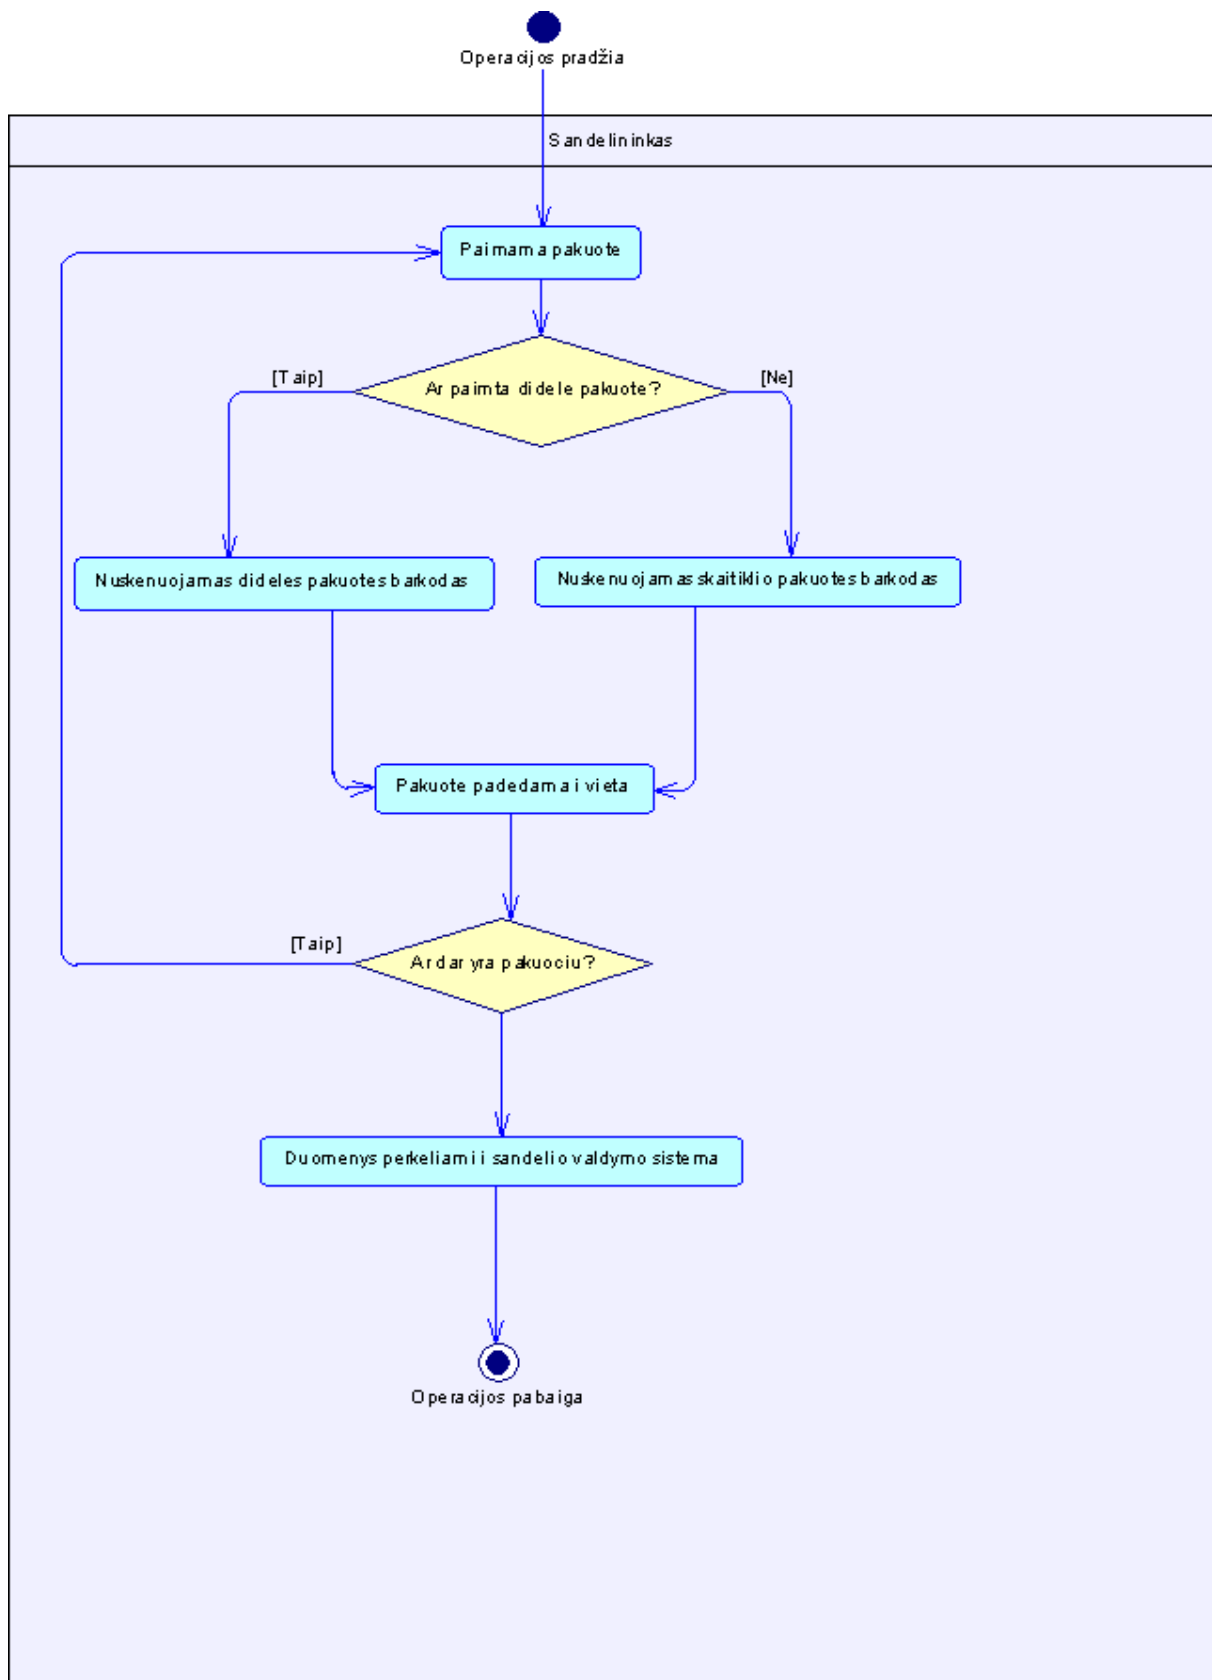 Operacijos pradžia
Sandelininkas
Paimama pakuote
Ar paimta didele pakuote?
[Taip]
[Ne]
Nuskenuojamas dideles pakuotes barkodas
Nuskenuojamas skaitiklio pakuotes barkodas
Pakuote padedama i vieta
Ar dar yra pakuociu?
[Taip]
Duomenys perkeliami i sandelio valdymo sistema
Operacijos pabaiga